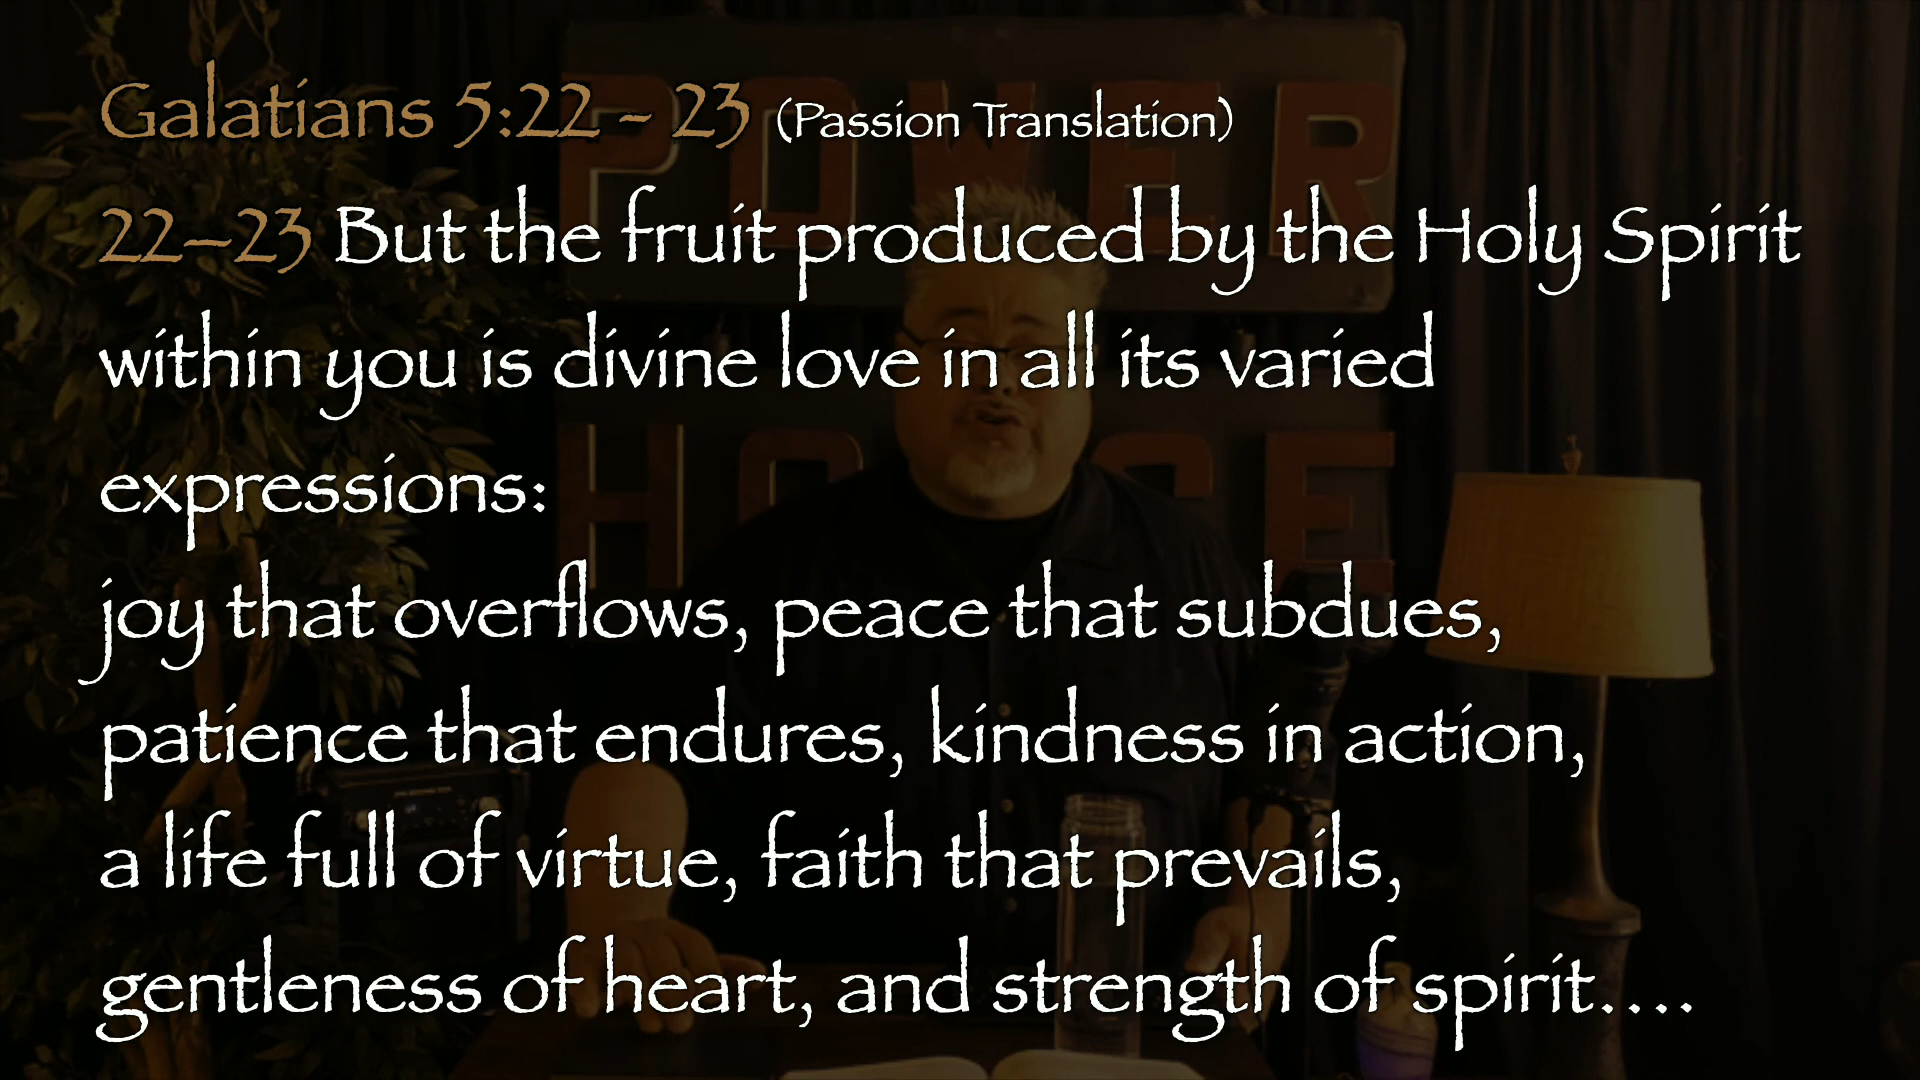 Galatians 5:22 - 23 (Passion Translation)
22–23 But the fruit produced by the Holy Spirit
within you is divine love in all its varied
expressions:
joy that overflows, peace that subdues,
patience that endures, kindness in action,
a life full of virtue, faith that prevails,
gentleness of heart, and strength of spirit....
POWER
HOUSE